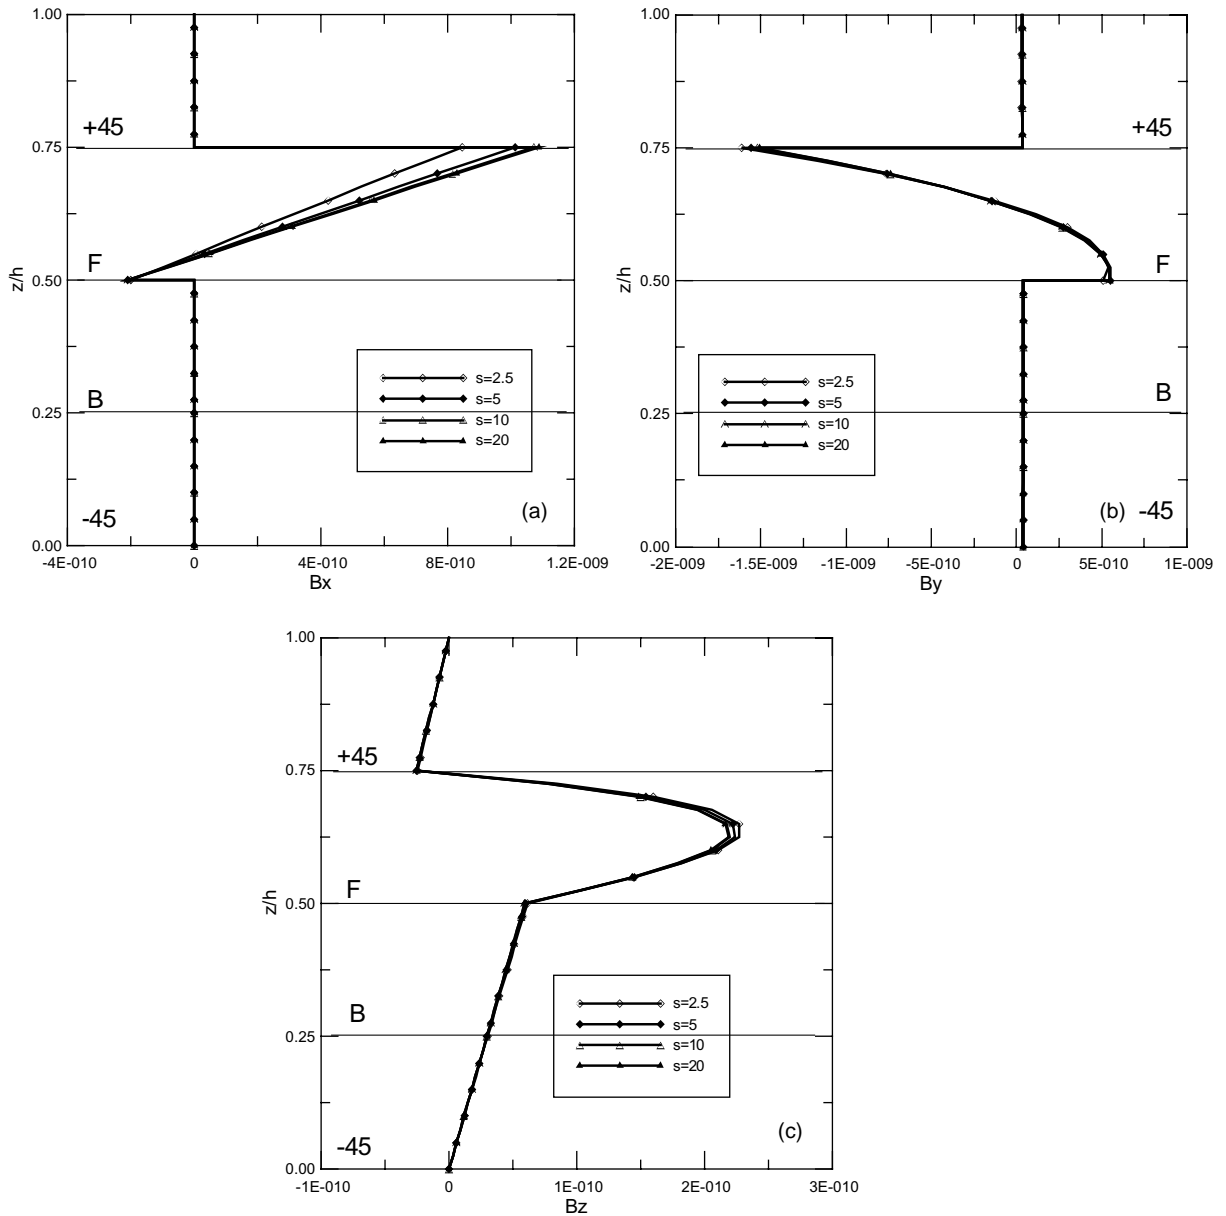 1.00
+45
0.75
F
0.50
z/h
B
0.25
-45
0.00
s=2.5
s=5
s=10
s=20
(a)
-4E-010 0 4E-010 8E-010 1.2E-009
Bx
1.00
+45
0.75
F
0.50
z/h
B
0.25
-45
0.00
s=2.5
s=5
s=10
s=20
(b)
-2E-009 -1.5E-009 -1E-009 -5E-010 0 5E-010 1E-009
By
1.00
+45
0.75
F
0.50
z/h
B
0.25
-45
0.00
s=2.5
s=5
s=10
s=20
(c)
-1E-010 0 1E-010 2E-010 3E-010
Bz